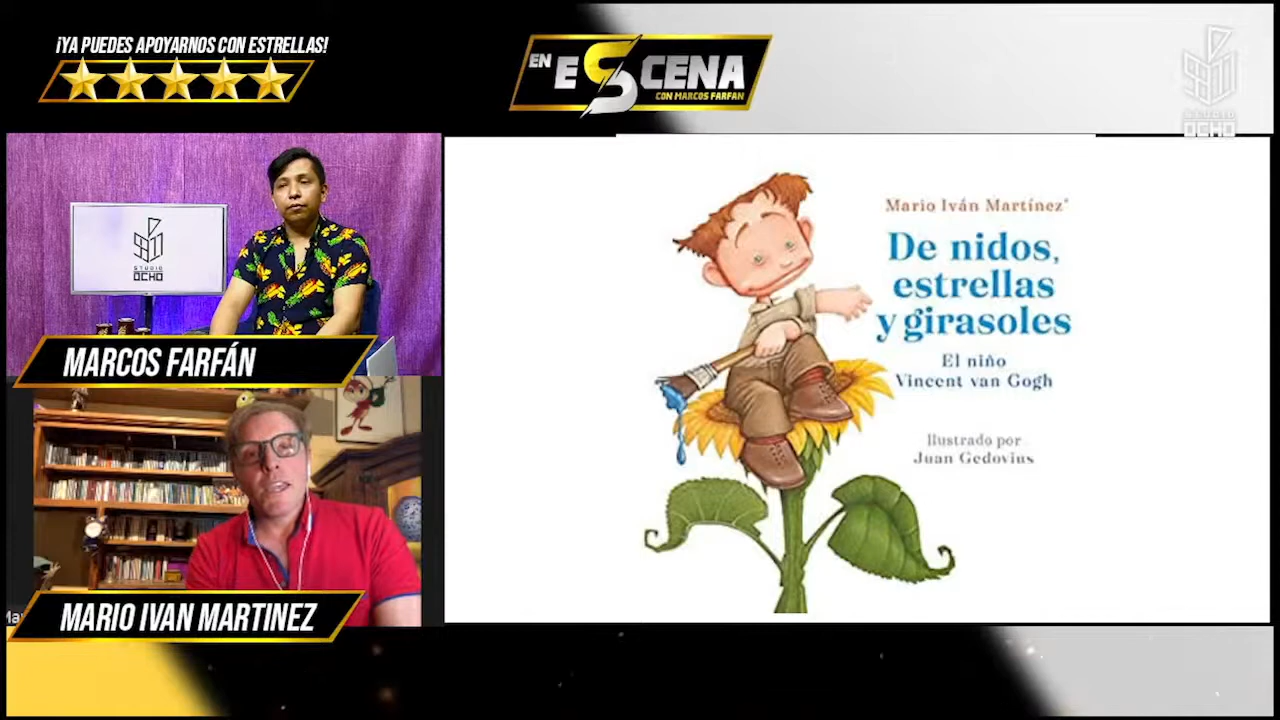 ¡YA PUEDES APOYARNOS CON ESTRELLAS!
EN ESCENA
CON MARCOS FARFAN
STUDIO
OCHO
STUDIO
OCHO
MARCOS FARFÁN
MARIO IVAN MARTINEZ
Mario Iván Martínez*
De nidos,
estrellas
y girasoles
El niño
Vincent van Gogh
Ilustrado por
Juan Gedovius